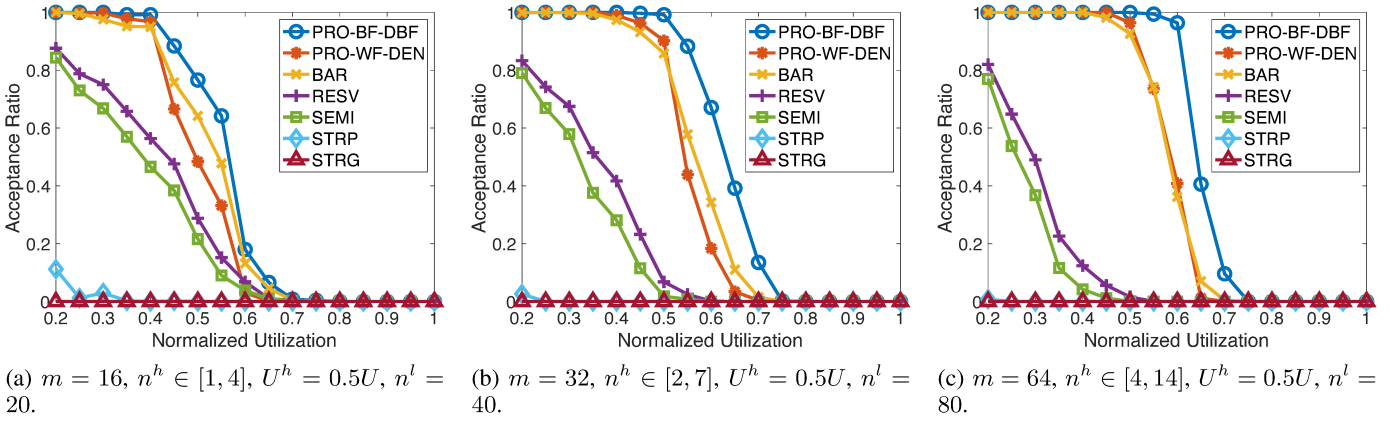 Acceptance Ratio
1
0.8
0.6
0.4
0.2
0
0.2 0.3 0.4 0.5 0.6 0.7 0.8 0.9 1
Normalized Utilization
PRO-BF-DBF
PRO-WF-DEN
BAR
RESV
SEMI
STRP
STRG
(a) m = 16, n^h ∈ [1, 4], U^h = 0.5U, n^l =
20.
Acceptance Ratio
1
0.8
0.6
0.4
0.2
0
0.2 0.3 0.4 0.5 0.6 0.7 0.8 0.9 1
Normalized Utilization
PRO-BF-DBF
PRO-WF-DEN
BAR
RESV
SEMI
STRP
STRG
(b) m = 32, n^h ∈ [2, 7], U^h = 0.5U, n^l =
40.
Acceptance Ratio
1
0.8
0.6
0.4
0.2
0
0.2 0.3 0.4 0.5 0.6 0.7 0.8 0.9 1
Normalized Utilization
PRO-BF-DBF
PRO-WF-DEN
BAR
RESV
SEMI
STRP
STRG
(c) m = 64, n^h ∈ [4, 14], U^h = 0.5U, n^l =
80.